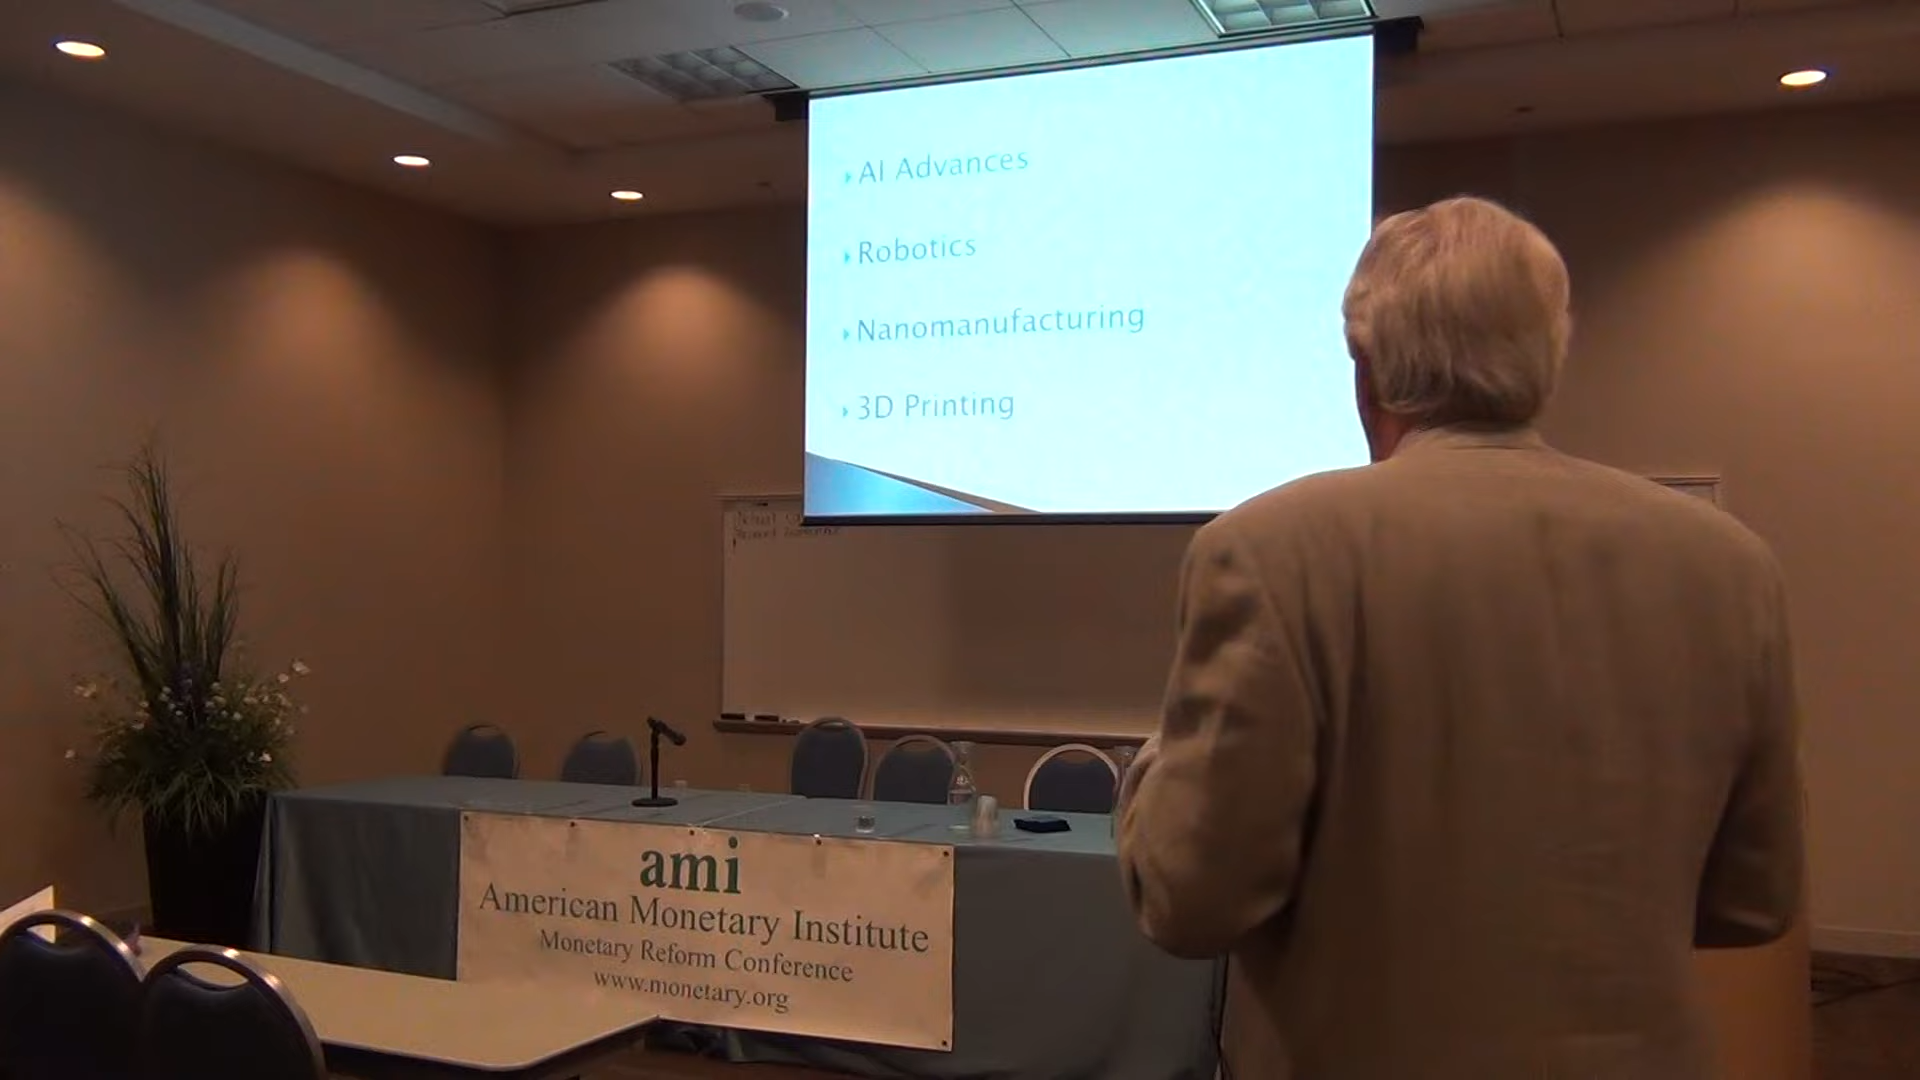 AI Advances
Robotics
Nanomanufacturing
3D Printing
ami
American Monetary Institute
Monetary Reform Conference
www.monetary.org